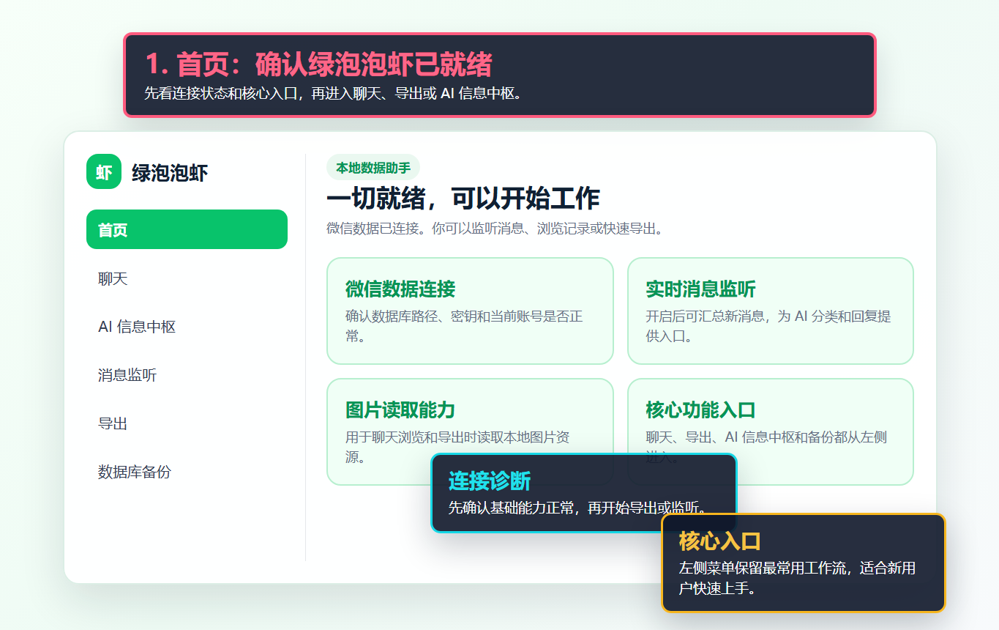 1. 首页：确认绿泡泡虾已就绪
先看连接状态和核心入口，再进入聊天、导出或 AI 信息中枢。
虾
绿泡泡虾
首页
聊天
AI 信息中枢
消息监听
导出
数据库备份
本地数据助手
一切就绪，可以开始工作
微信数据已连接。你可以监听消息、浏览记录或快速导出。
微信数据连接
确认数据库路径、密钥和当前账号是否正
常。
实时消息监听
开启后可汇总新消息，为 AI 分类和回复提
供入口。
图片读取能力
用于聊天浏览和导出时读取本地图片资
源。
核心功能入口
聊天、导出、AI 信息中枢和备份都从左侧
进入。
连接诊断
先确认基础能力正常，再开始导出或监听。
核心入口
左侧菜单保留最常用工作流，适合新用
户快速上手。